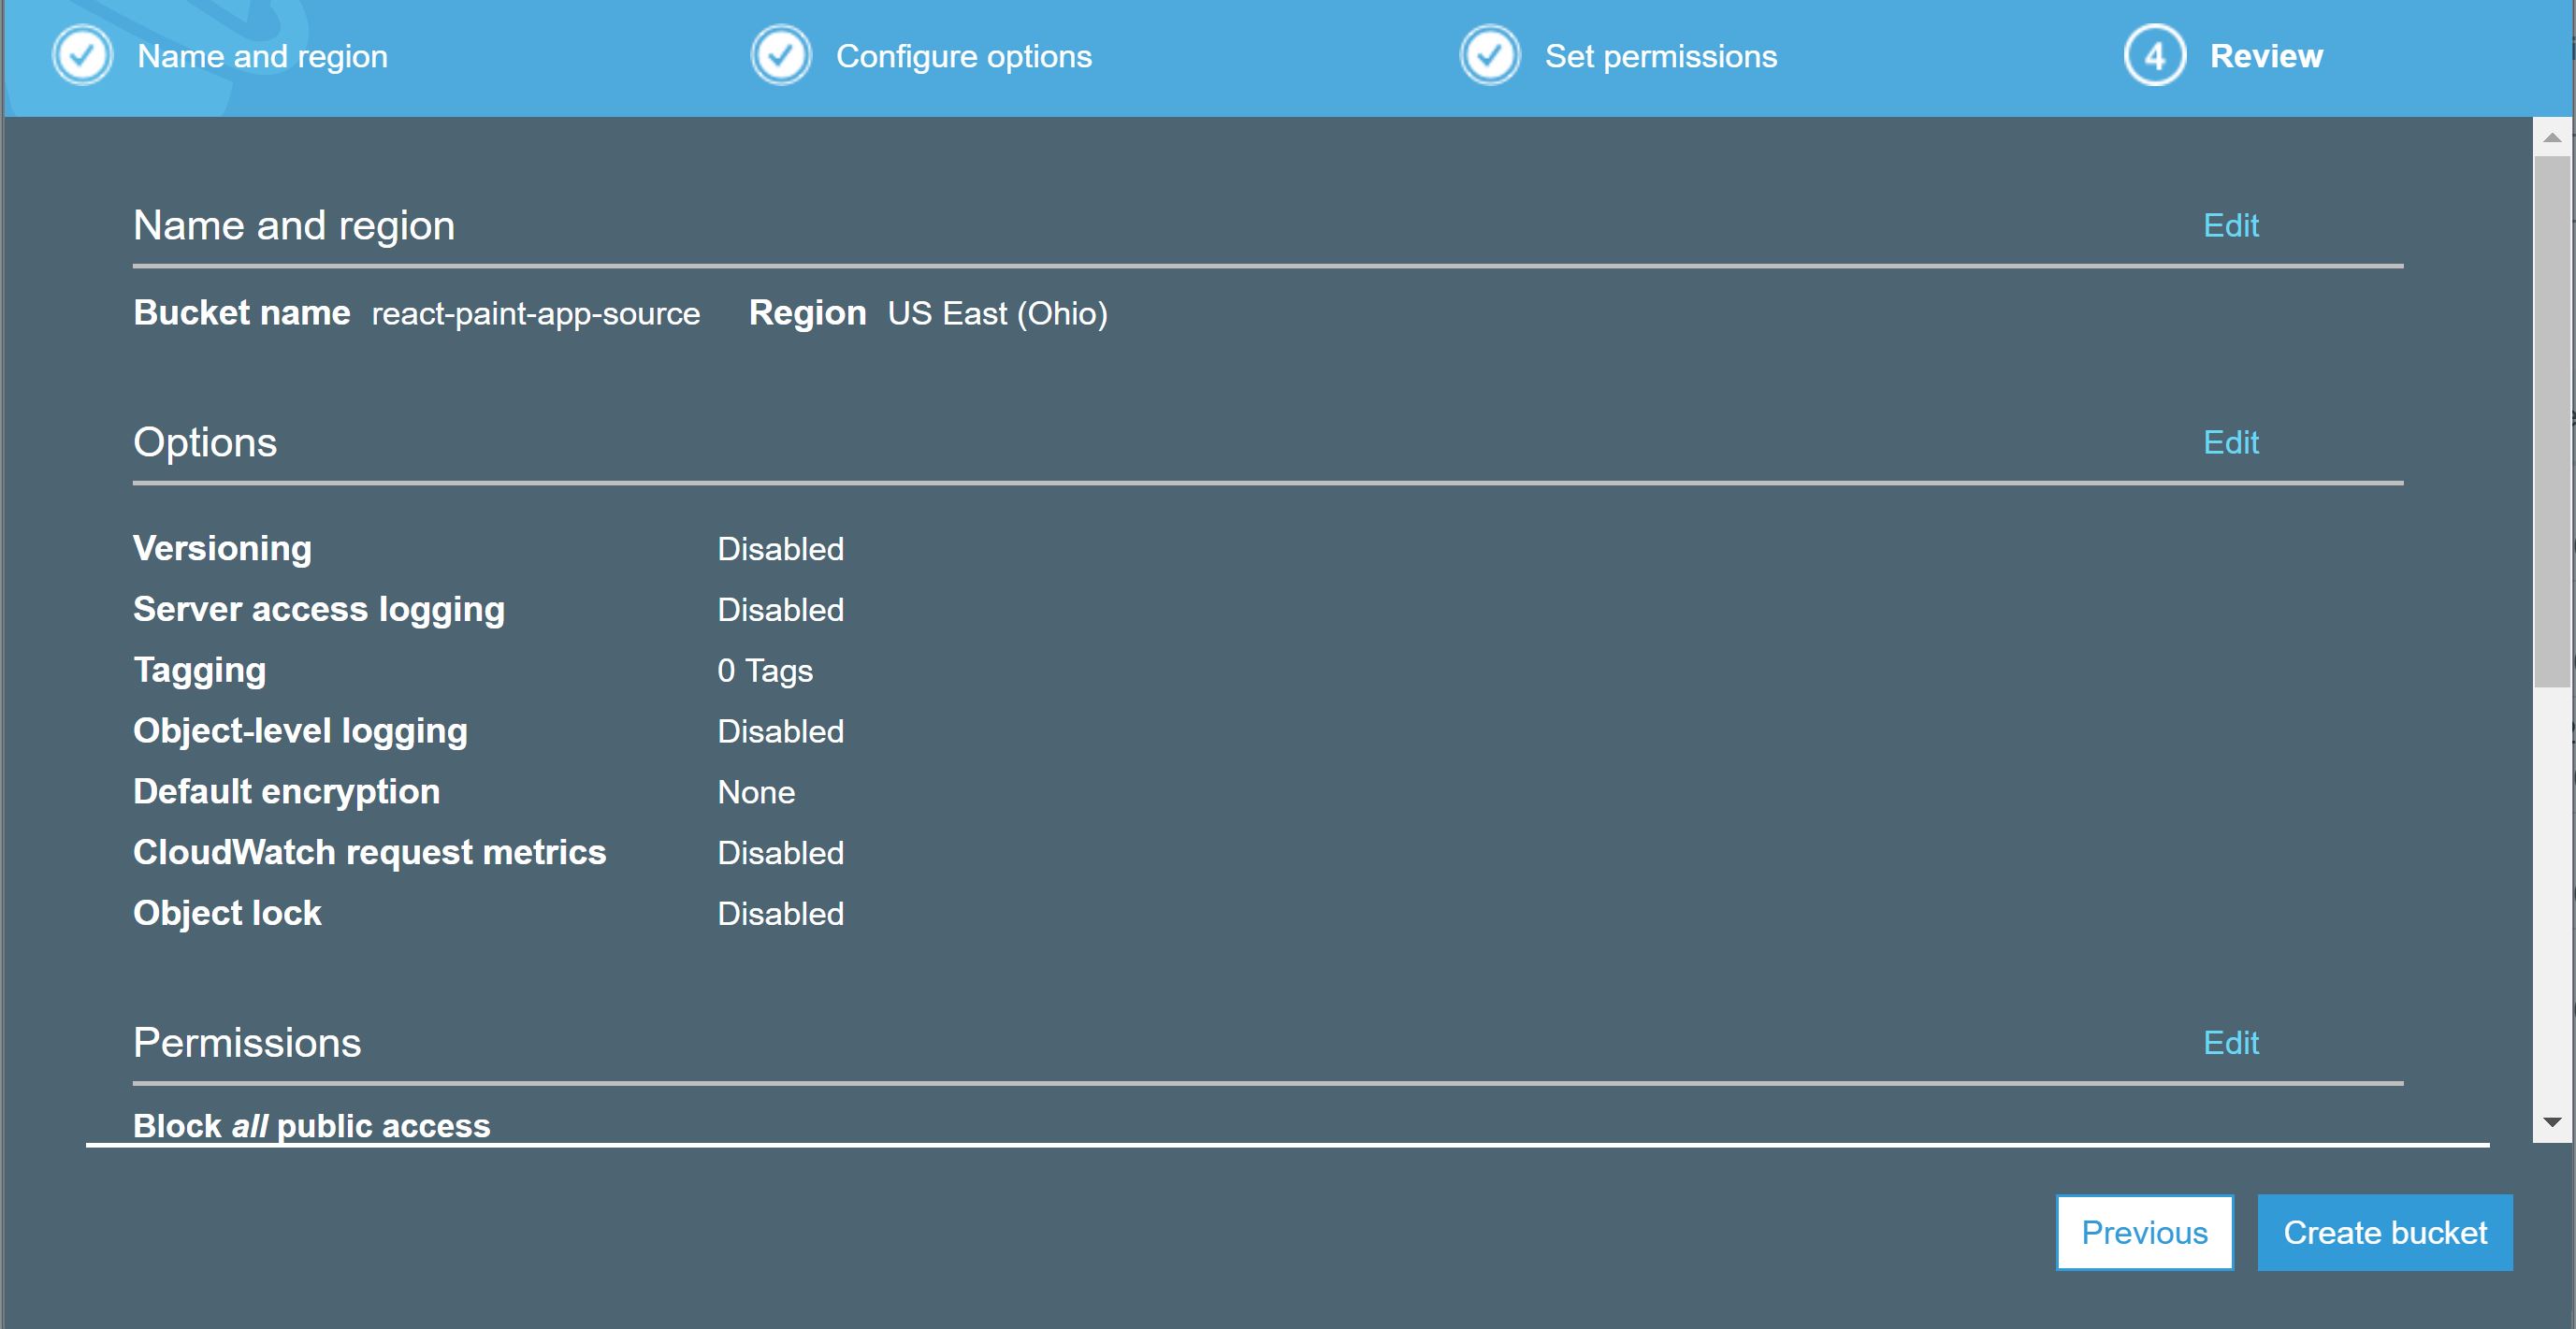 Name and region Configure options Set permissions 4 Review
Name and region Edit
Bucket name react-paint-app-source Region US East (Ohio)
Options Edit
Versioning Disabled
Server access logging Disabled
Tagging 0 Tags
Object-level logging Disabled
Default encryption None
CloudWatch request metrics Disabled
Object lock Disabled
Permissions Edit
Block all public access
Previous Create bucket